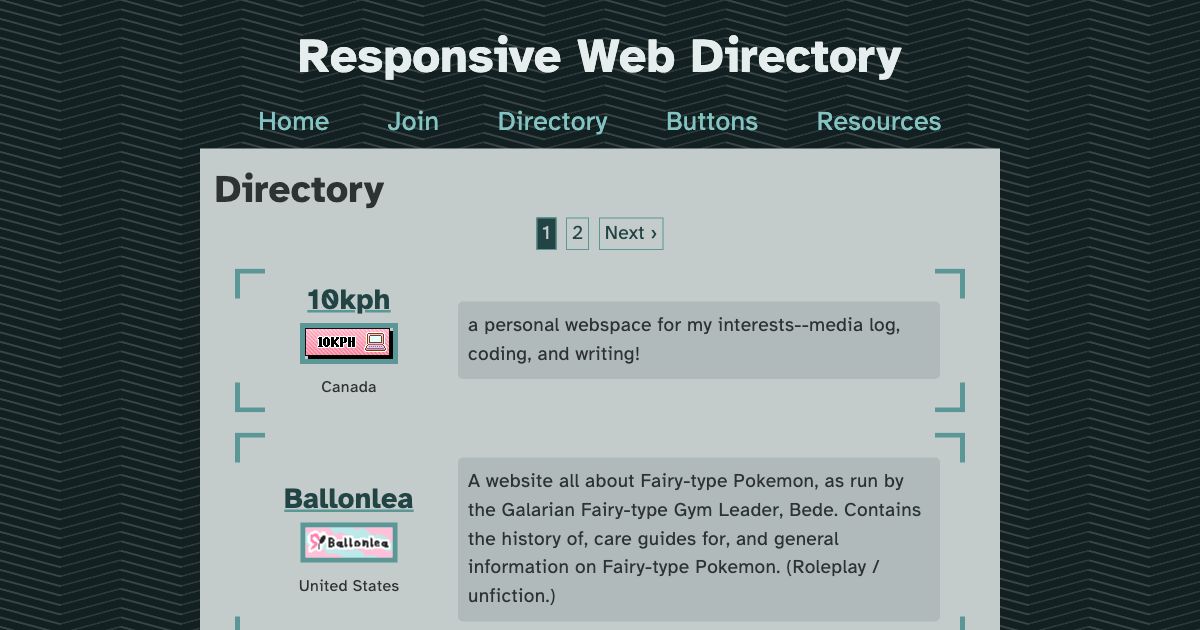 Responsive Web Directory
Home Join Directory Buttons Resources
Directory
1 2 Next ›
10kph
10KPH
Canada
a personal webspace for my interests--media log,
coding, and writing!
Ballonlea
Ballonlea
United States
A website all about Fairy-type Pokemon, as run by
the Galarian Fairy-type Gym Leader, Bede. Contains
the history of, care guides for, and general
information on Fairy-type Pokemon. (Roleplay /
unfiction.)